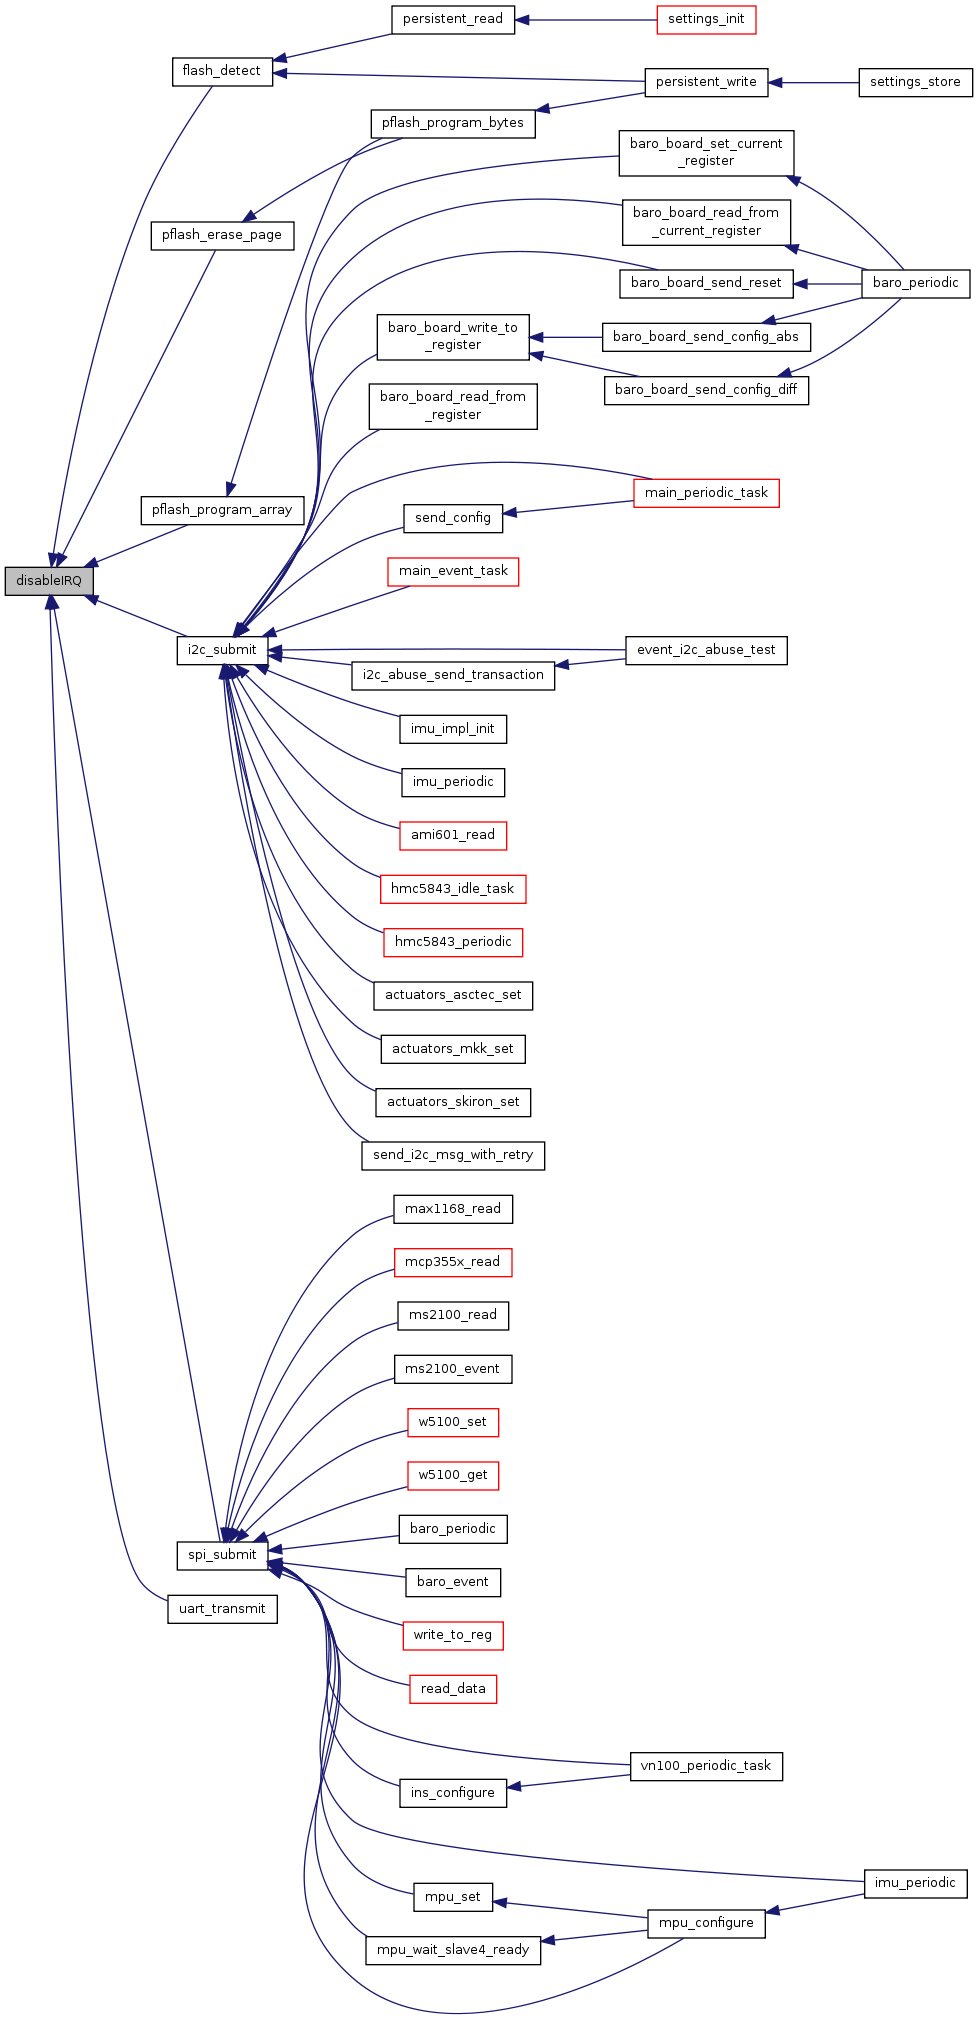 persistent_read
settings_init
flash_detect
persistent_write
settings_store
pflash_program_bytes
baro_board_set_current
_register
baro_board_read_from
_current_register
pflash_erase_page
baro_board_send_reset
baro_periodic
baro_board_write_to
_register
baro_board_send_config_abs
baro_board_send_config_diff
baro_board_read_from
_register
main_periodic_task
pflash_program_array
send_config
main_event_task
disableIRQ
i2c_submit
event_i2c_abuse_test
i2c_abuse_send_transaction
imu_impl_init
imu_periodic
ami601_read
hmc5843_idle_task
hmc5843_periodic
actuators_asctec_set
actuators_mkk_set
actuators_skiron_set
send_i2c_msg_with_retry
max1168_read
mcp355x_read
ms2100_read
ms2100_event
w5100_set
w5100_get
baro_periodic
spi_submit
baro_event
uart_transmit
write_to_reg
read_data
vn100_periodic_task
ins_configure
imu_periodic
mpu_set
mpu_configure
mpu_wait_slave4_ready